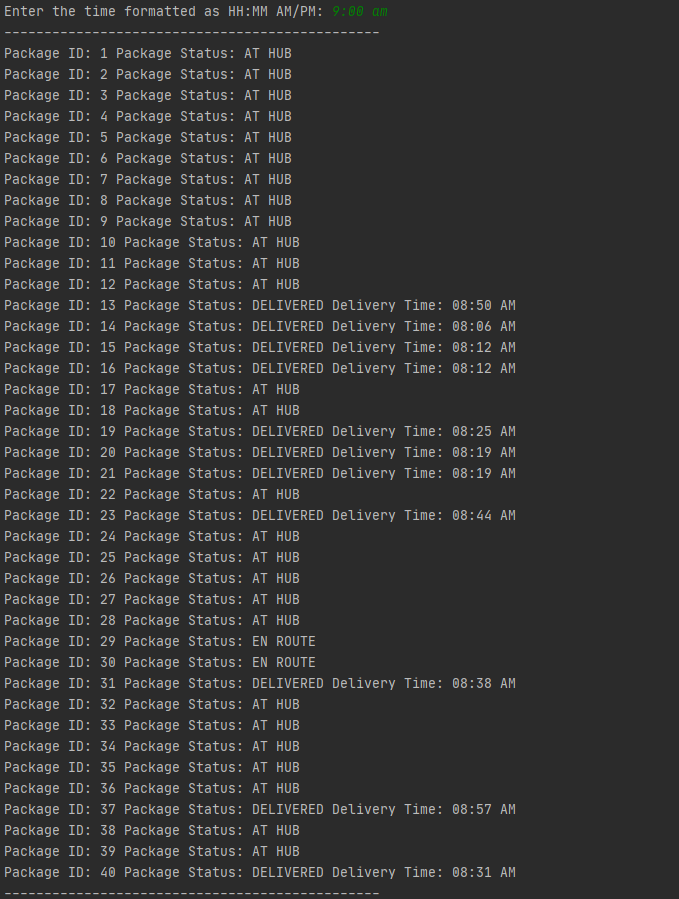 Enter the time formatted as HH:MM AM/PM: 9:00 am
-----------------------------------------------
Package ID: 1 Package Status: AT HUB
Package ID: 2 Package Status: AT HUB
Package ID: 3 Package Status: AT HUB
Package ID: 4 Package Status: AT HUB
Package ID: 5 Package Status: AT HUB
Package ID: 6 Package Status: AT HUB
Package ID: 7 Package Status: AT HUB
Package ID: 8 Package Status: AT HUB
Package ID: 9 Package Status: AT HUB
Package ID: 10 Package Status: AT HUB
Package ID: 11 Package Status: AT HUB
Package ID: 12 Package Status: AT HUB
Package ID: 13 Package Status: DELIVERED Delivery Time: 08:50 AM
Package ID: 14 Package Status: DELIVERED Delivery Time: 08:06 AM
Package ID: 15 Package Status: DELIVERED Delivery Time: 08:12 AM
Package ID: 16 Package Status: DELIVERED Delivery Time: 08:12 AM
Package ID: 17 Package Status: AT HUB
Package ID: 18 Package Status: AT HUB
Package ID: 19 Package Status: DELIVERED Delivery Time: 08:25 AM
Package ID: 20 Package Status: DELIVERED Delivery Time: 08:19 AM
Package ID: 21 Package Status: DELIVERED Delivery Time: 08:19 AM
Package ID: 22 Package Status: AT HUB
Package ID: 23 Package Status: DELIVERED Delivery Time: 08:44 AM
Package ID: 24 Package Status: AT HUB
Package ID: 25 Package Status: AT HUB
Package ID: 26 Package Status: AT HUB
Package ID: 27 Package Status: AT HUB
Package ID: 28 Package Status: AT HUB
Package ID: 29 Package Status: EN ROUTE
Package ID: 30 Package Status: EN ROUTE
Package ID: 31 Package Status: DELIVERED Delivery Time: 08:38 AM
Package ID: 32 Package Status: AT HUB
Package ID: 33 Package Status: AT HUB
Package ID: 34 Package Status: AT HUB
Package ID: 35 Package Status: AT HUB
Package ID: 36 Package Status: AT HUB
Package ID: 37 Package Status: DELIVERED Delivery Time: 08:57 AM
Package ID: 38 Package Status: AT HUB
Package ID: 39 Package Status: AT HUB
Package ID: 40 Package Status: DELIVERED Delivery Time: 08:31 AM
-----------------------------------------------